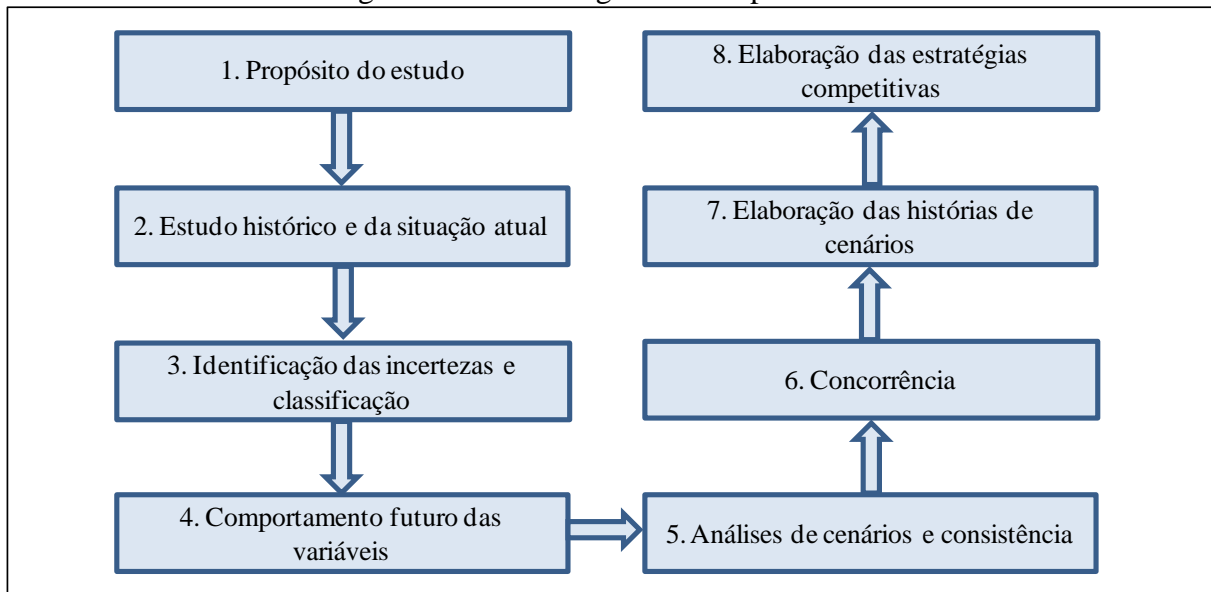 1. Propósito do estudo
2. Estudo histórico e da situação atual
3. Identificação das incertezas e
classificação
4. Comportamento futuro das
variáveis
5. Análises de cenários e consistência
6. Concorrência
7. Elaboração das histórias de
cenários
8. Elaboração das estratégias
competitivas